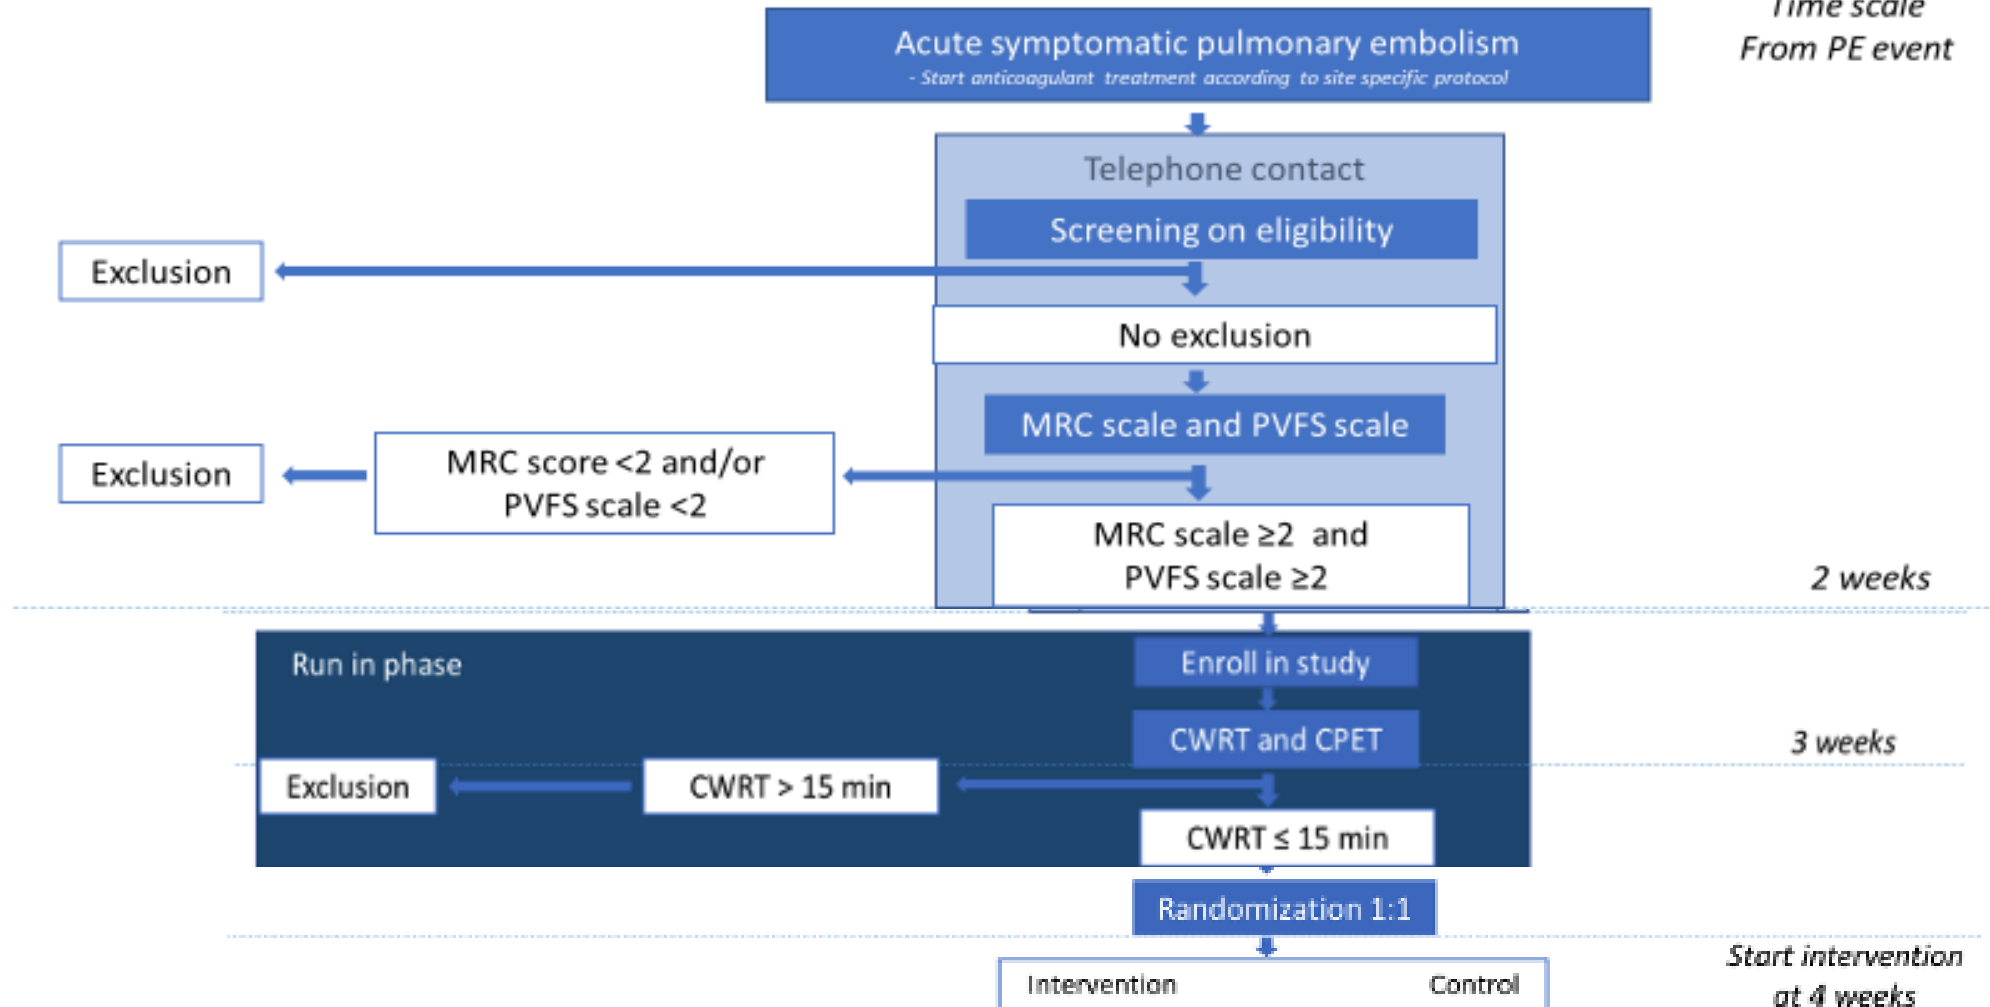 Time scale
From PE event
Acute symptomatic pulmonary embolism
- Start anticoagulant treatment according to site specific protocol
Telephone contact
Screening on eligibility
Exclusion
No exclusion
MRC scale and PVFS scale
Exclusion
MRC score <2 and/or
PVFS scale <2
MRC scale ≥2 and
PVFS scale ≥2
2 weeks
Run in phase
Enroll in study
CWRT and CPET
3 weeks
Exclusion
CWRT > 15 min
CWRT ≤ 15 min
Randomization 1:1
Start intervention
at 4 weeks
Intervention
Control